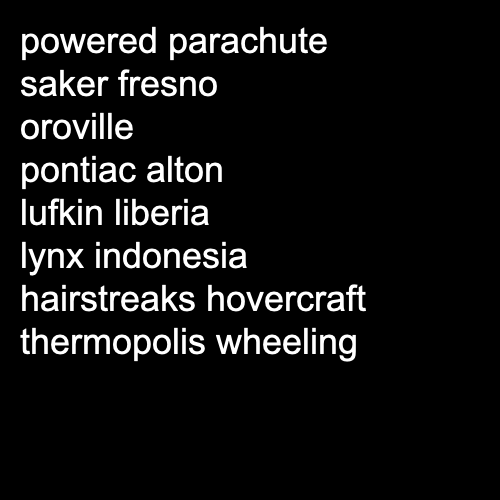 powered parachute
saker fresno
oroville
pontiac alton
lufkin liberia
lynx indonesia
hairstreaks hovercraft
thermopolis wheeling